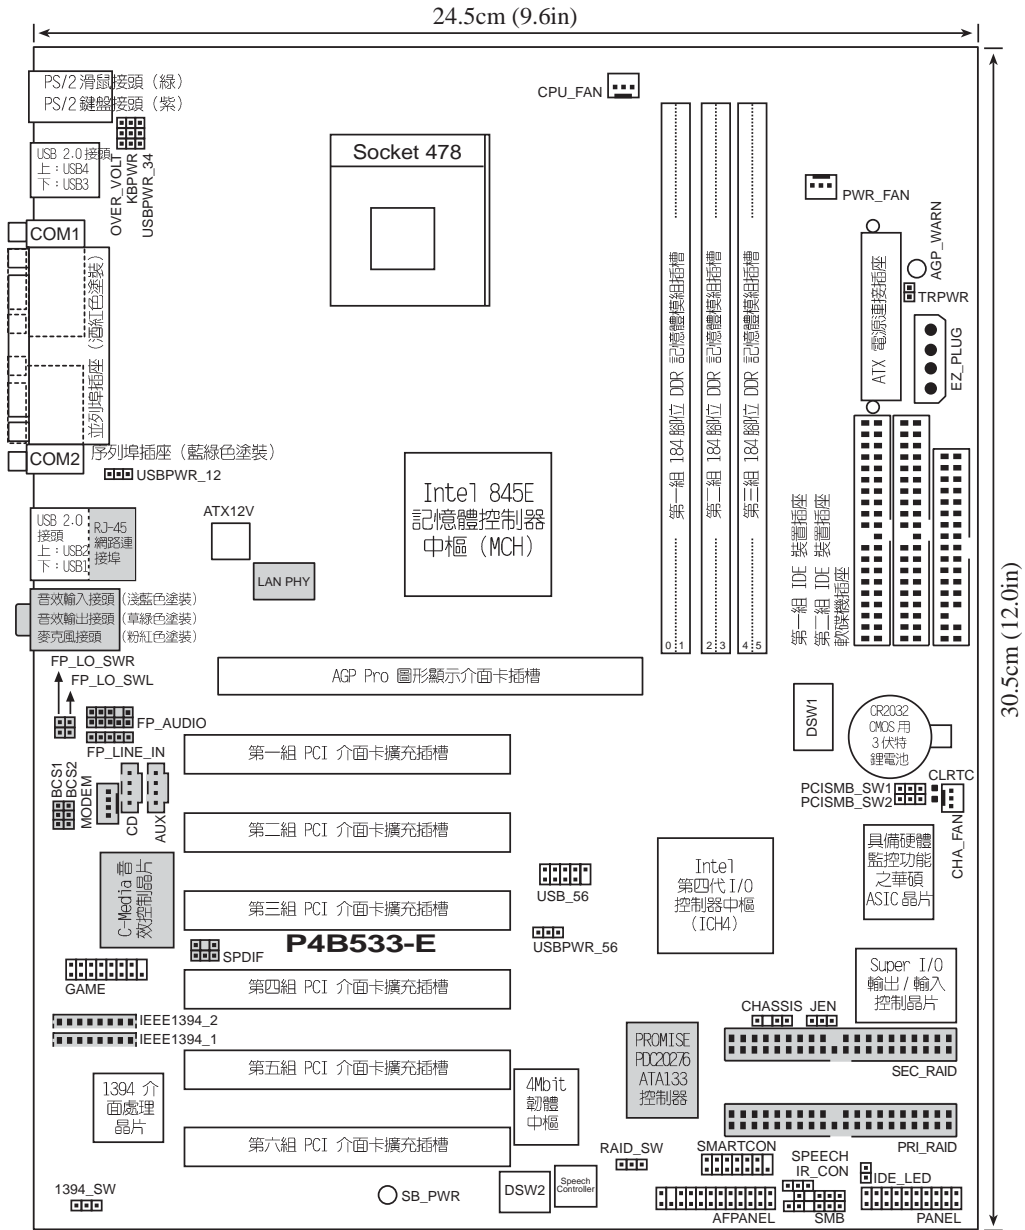 24.5cm (9.6in)
PS/2 滑鼠接頭 (綠)
PS/2 鍵盤接頭 (紫)
CPU_FAN
USB 2.0 接頭
上：USB4
下：USB3
OVER_VOLT
KBPWR
USBPWR_34
Socket 478
PWR_FAN
AGP_WARN
TRPWR
EZ_PLUG
ATX 電源連接插座
COM1
並列埠插座 (酒紅色塗裝)
COM2
序列埠插座 (藍綠色塗裝)
USBPWR_12
第一組 184 腳位 DDR 記憶體模組插槽
第二組 184 腳位 DDR 記憶體模組插槽
第三組 184 腳位 DDR 記憶體模組插槽
0 1
2 3
4 5
Intel 845E
記憶體控制器
中樞 (MCH)
ATX12V
LAN PHY
USB 2.0
接頭
上：USB2
下：USB1
RJ-45
網路連
接埠
第一組 IDE 裝置插座
第二組 IDE 裝置插座
軟碟機插座
30.5cm (12.0in)
音效輸入接頭 (淺藍色塗裝)
音效輸出接頭 (草綠色塗裝)
麥克風接頭 (粉紅色塗裝)
FP_LO_SWR
FP_LO_SWL
AGP Pro 圖形顯示介面卡插槽
FP_AUDIO
FP_LINE_IN
DSW1
CR2032
CMOS 用
3 伏特
鋰電池
BCS1
BCS2
MODEM
CD
AUX
第一組 PCI 介面卡擴充插槽
PCISMB_SW1
PCISMB_SW2
CLRTC
CHA_FAN
第二組 PCI 介面卡擴充插槽
具備硬體
監控功能
之華碩
ASIC 晶片
C-Media 音
效控制晶片
USB_56
Intel
第四代 I/O
控制器中樞
(ICH4)
第三組 PCI 介面卡擴充插槽
P4B533-E
USBPWR_56
SPDIF
GAME
第四組 PCI 介面卡擴充插槽
Super I/O
輸出/輸入
控制晶片
IEEE1394_2
IEEE1394_1
CHASSIS
JEN
PROMISE
PDC20276
ATA133
控制器
SEC_RAID
第五組 PCI 介面卡擴充插槽
1394 介
面處理
晶片
4Mbit
韌體
中樞
第六組 PCI 介面卡擴充插槽
PRI_RAID
RAID_SW
SMARTCON
SPEECH
IR_CON
IDE_LED
1394_SW
SB_PWR
DSW2
Speech
Controller
AFPANEL
SMB
PANEL